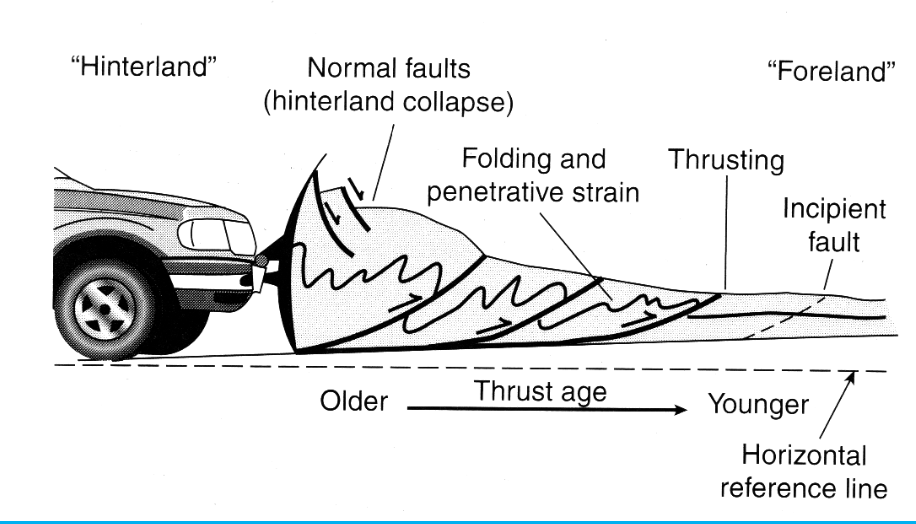 “Hinterland”
Normal faults
(hinterland collapse)
“Foreland”
Folding and
penetrative strain
Thrusting
Incipient
fault
Older
Thrust age
Younger
Horizontal
reference line